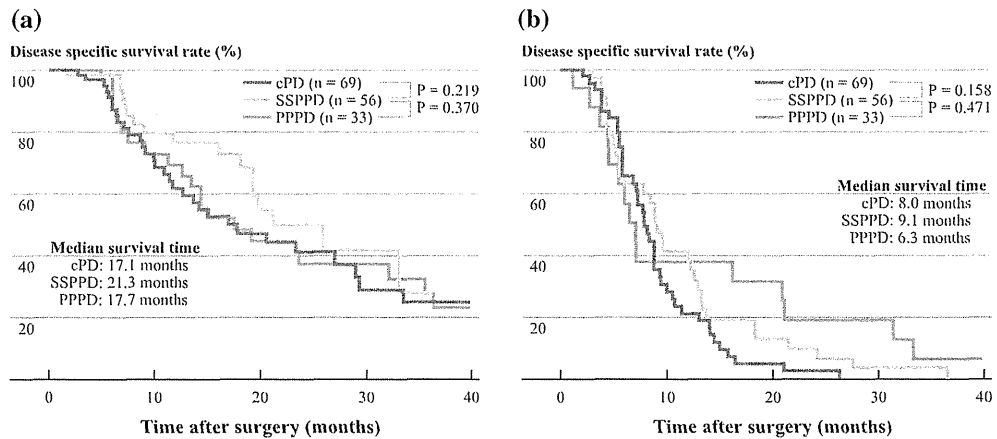 (a)
Disease specific survival rate (%)
100
80
60
40
20
cPD (n = 69)
SSPPD (n = 56)
PPPD (n = 33)
P = 0.219
P = 0.370
Median survival time
cPD: 17.1 months
SSPPD: 21.3 months
PPPD: 17.7 months
0 10 20 30 40
Time after surgery (months)
(b)
Disease specific survival rate (%)
100
80
60
40
20
cPD (n = 69)
SSPPD (n = 56)
PPPD (n = 33)
P = 0.158
P = 0.471
Median survival time
cPD: 8.0 months
SSPPD: 9.1 months
PPPD: 6.3 months
0 10 20 30 40
Time after surgery (months)